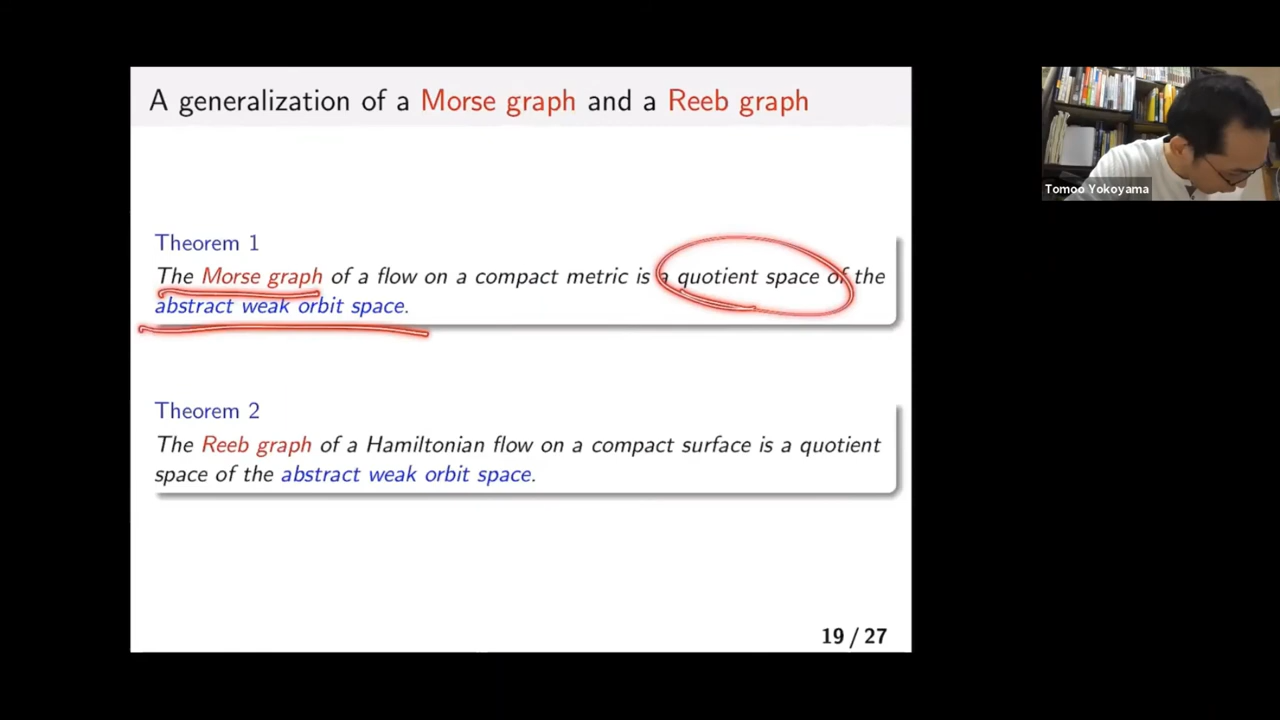 A generalization of a Morse graph and a Reeb graph
Tomoo Yokoyama
Theorem 1
The Morse graph of a flow on a compact metric is a quotient space of the
abstract weak orbit space.
Theorem 2
The Reeb graph of a Hamiltonian flow on a compact surface is a quotient
space of the abstract weak orbit space.
19 / 27